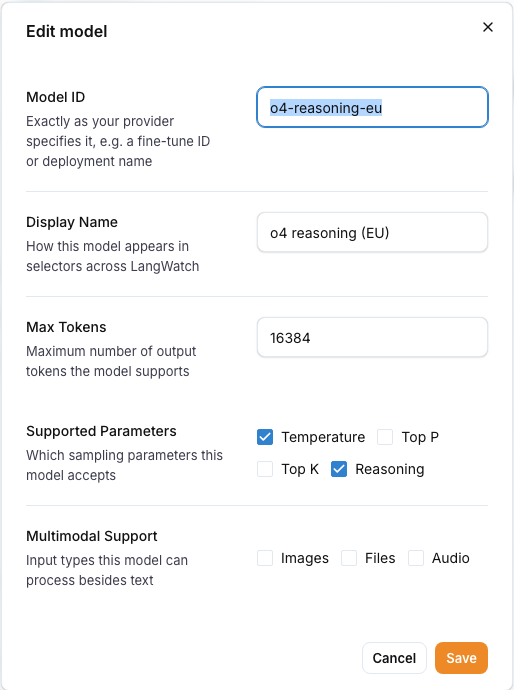 Edit model
Model ID
Exactly as your provider
specifies it, e.g. a fine-tune ID
or deployment name
o4-reasoning-eu
Display Name
How this model appears in
selectors across LangWatch
o4 reasoning (EU)
Max Tokens
Maximum number of output
tokens the model supports
16384
Supported Parameters
Which sampling parameters this
model accepts
Temperature Top P
Top K Reasoning
Multimodal Support
Input types this model can
process besides text
Images Files Audio
Cancel Save